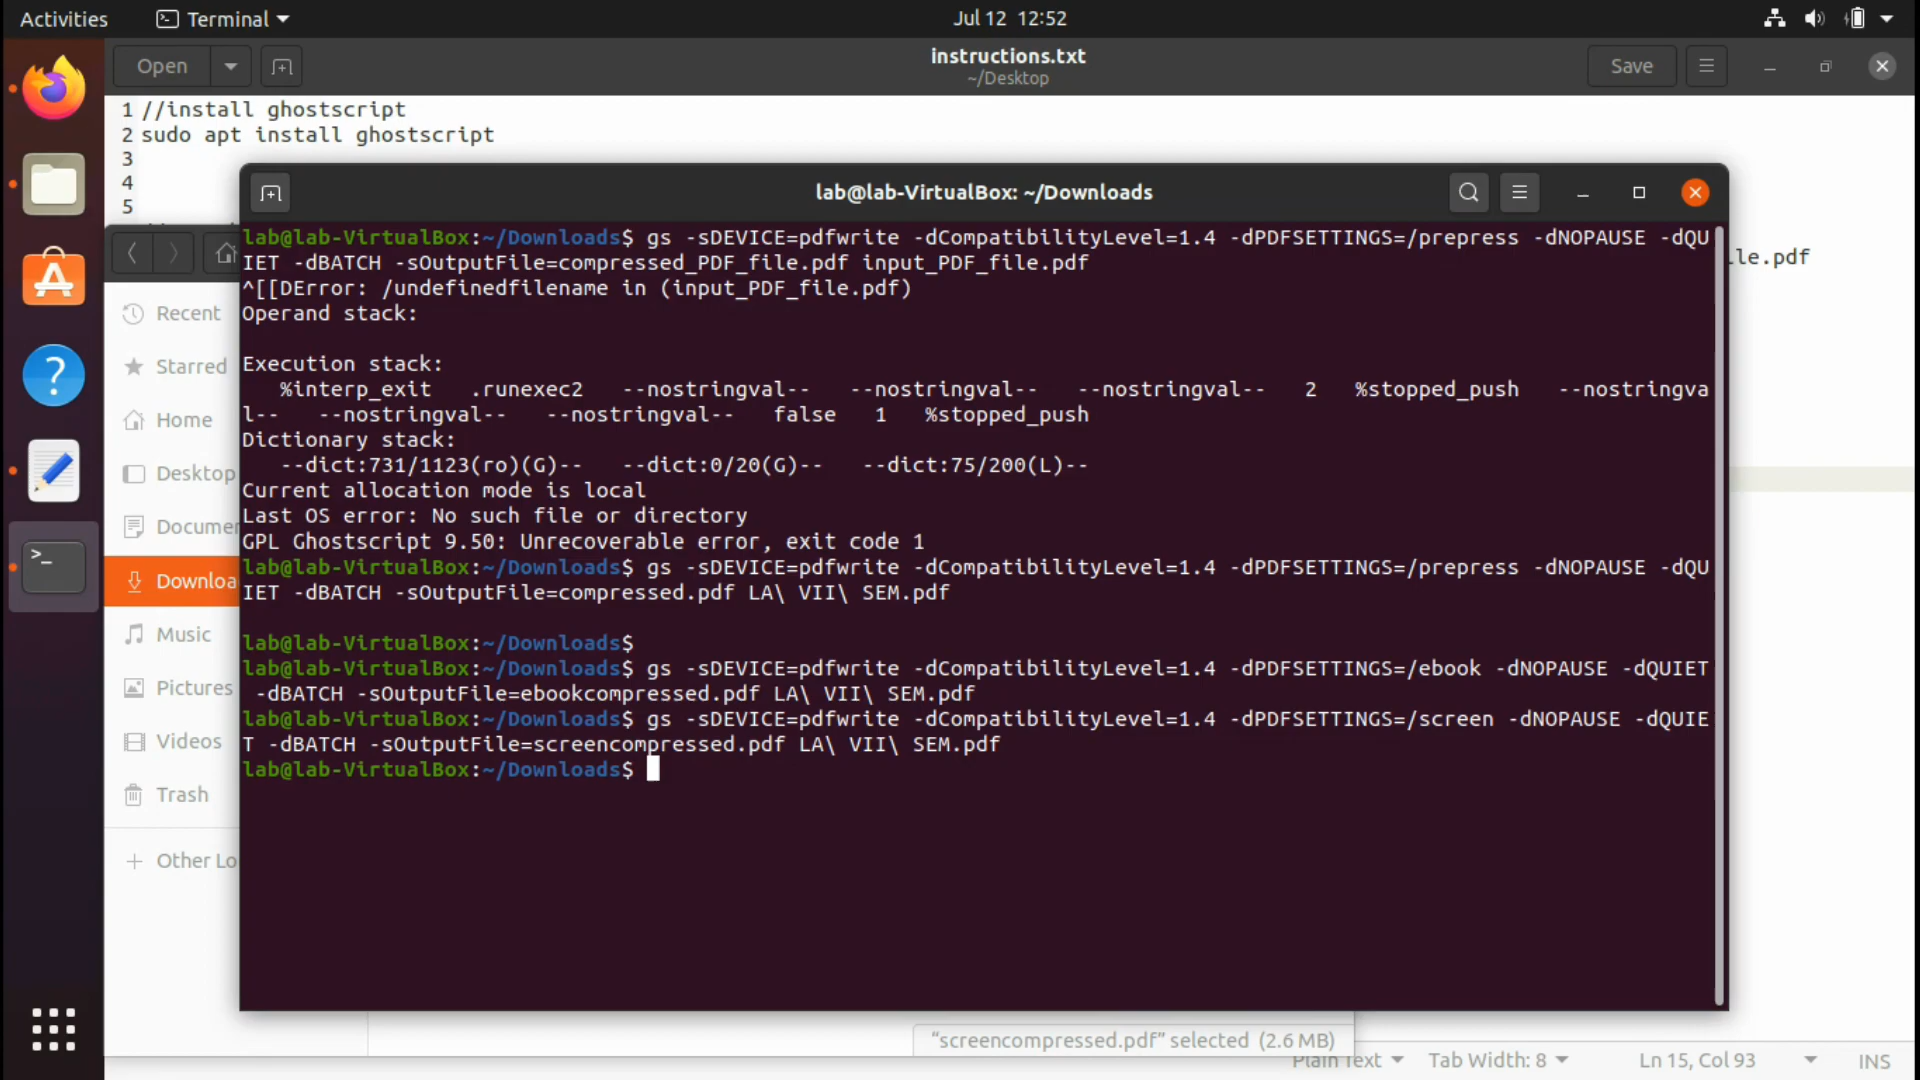 Activities
Terminal
Jul 12 12:52
Open
instructions.txt
~/Desktop
Save
1 //install ghostscript
2 sudo apt install ghostscript
3
4
5
le.pdf
lab@lab-VirtualBox: ~/Downloads
lab@lab-VirtualBox:~/Downloads$ gs -sDEVICE=pdfwrite -dCompatibilityLevel=1.4 -dPDFSETTINGS=/prepress -dNOPAUSE -dQU
IET -dBATCH -sOutputFile=compressed_PDF_file.pdf input_PDF_file.pdf
^[[DError: /undefinedfilename in (input_PDF_file.pdf)
Operand stack:
Execution stack:
%interp_exit .runexec2 --nostringval-- --nostringval-- --nostringval-- 2 %stopped_push --nostringva
l-- --nostringval-- --nostringval-- false 1 %stopped_push
Dictionary stack:
--dict:731/1123(ro)(G)-- --dict:0/20(G)-- --dict:75/200(L)--
Current allocation mode is local
Last OS error: No such file or directory
GPL Ghostscript 9.50: Unrecoverable error, exit code 1
lab@lab-VirtualBox:~/Downloads$ gs -sDEVICE=pdfwrite -dCompatibilityLevel=1.4 -dPDFSETTINGS=/prepress -dNOPAUSE -dQU
IET -dBATCH -sOutputFile=compressed.pdf LA\ VII\ SEM.pdf
lab@lab-VirtualBox:~/Downloads$
lab@lab-VirtualBox:~/Downloads$ gs -sDEVICE=pdfwrite -dCompatibilityLevel=1.4 -dPDFSETTINGS=/ebook -dNOPAUSE -dQUIET
-dBATCH -sOutputFile=ebookcompressed.pdf LA\ VII\ SEM.pdf
lab@lab-VirtualBox:~/Downloads$ gs -sDEVICE=pdfwrite -dCompatibilityLevel=1.4 -dPDFSETTINGS=/screen -dNOPAUSE -dQUIE
T -dBATCH -sOutputFile=screencompressed.pdf LA\ VII\ SEM.pdf
lab@lab-VirtualBox:~/Downloads$
Recent
Starred
Home
Desktop
Documen
Downloa
Music
Pictures
Videos
Trash
Other Lo
"screencompressed.pdf" selected (2.6 MB)
Plain Text
Tab Width: 8
Ln 15, Col 93
INS